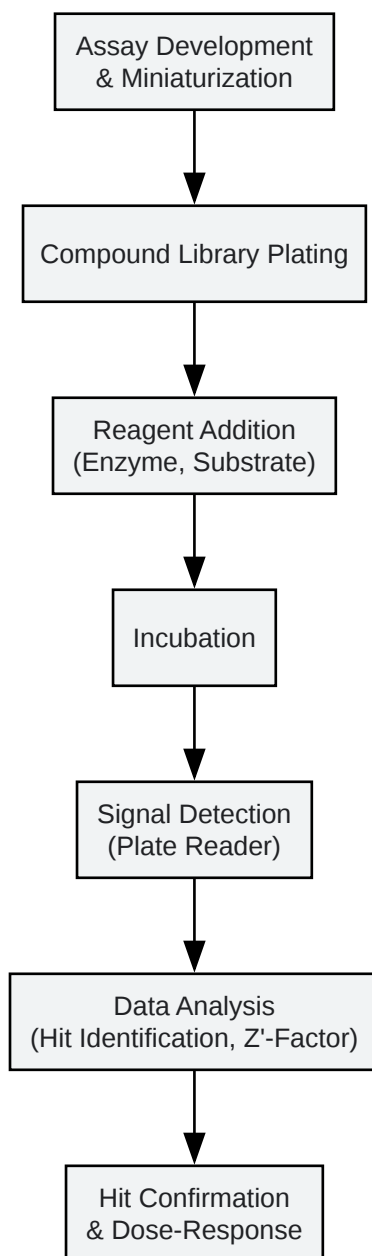 Assay Development
& Miniaturization
Compound Library Plating
Reagent Addition
(Enzyme, Substrate)
Incubation
Signal Detection
(Plate Reader)
Data Analysis
(Hit Identification, Z'-Factor)
Hit Confirmation
& Dose-Response